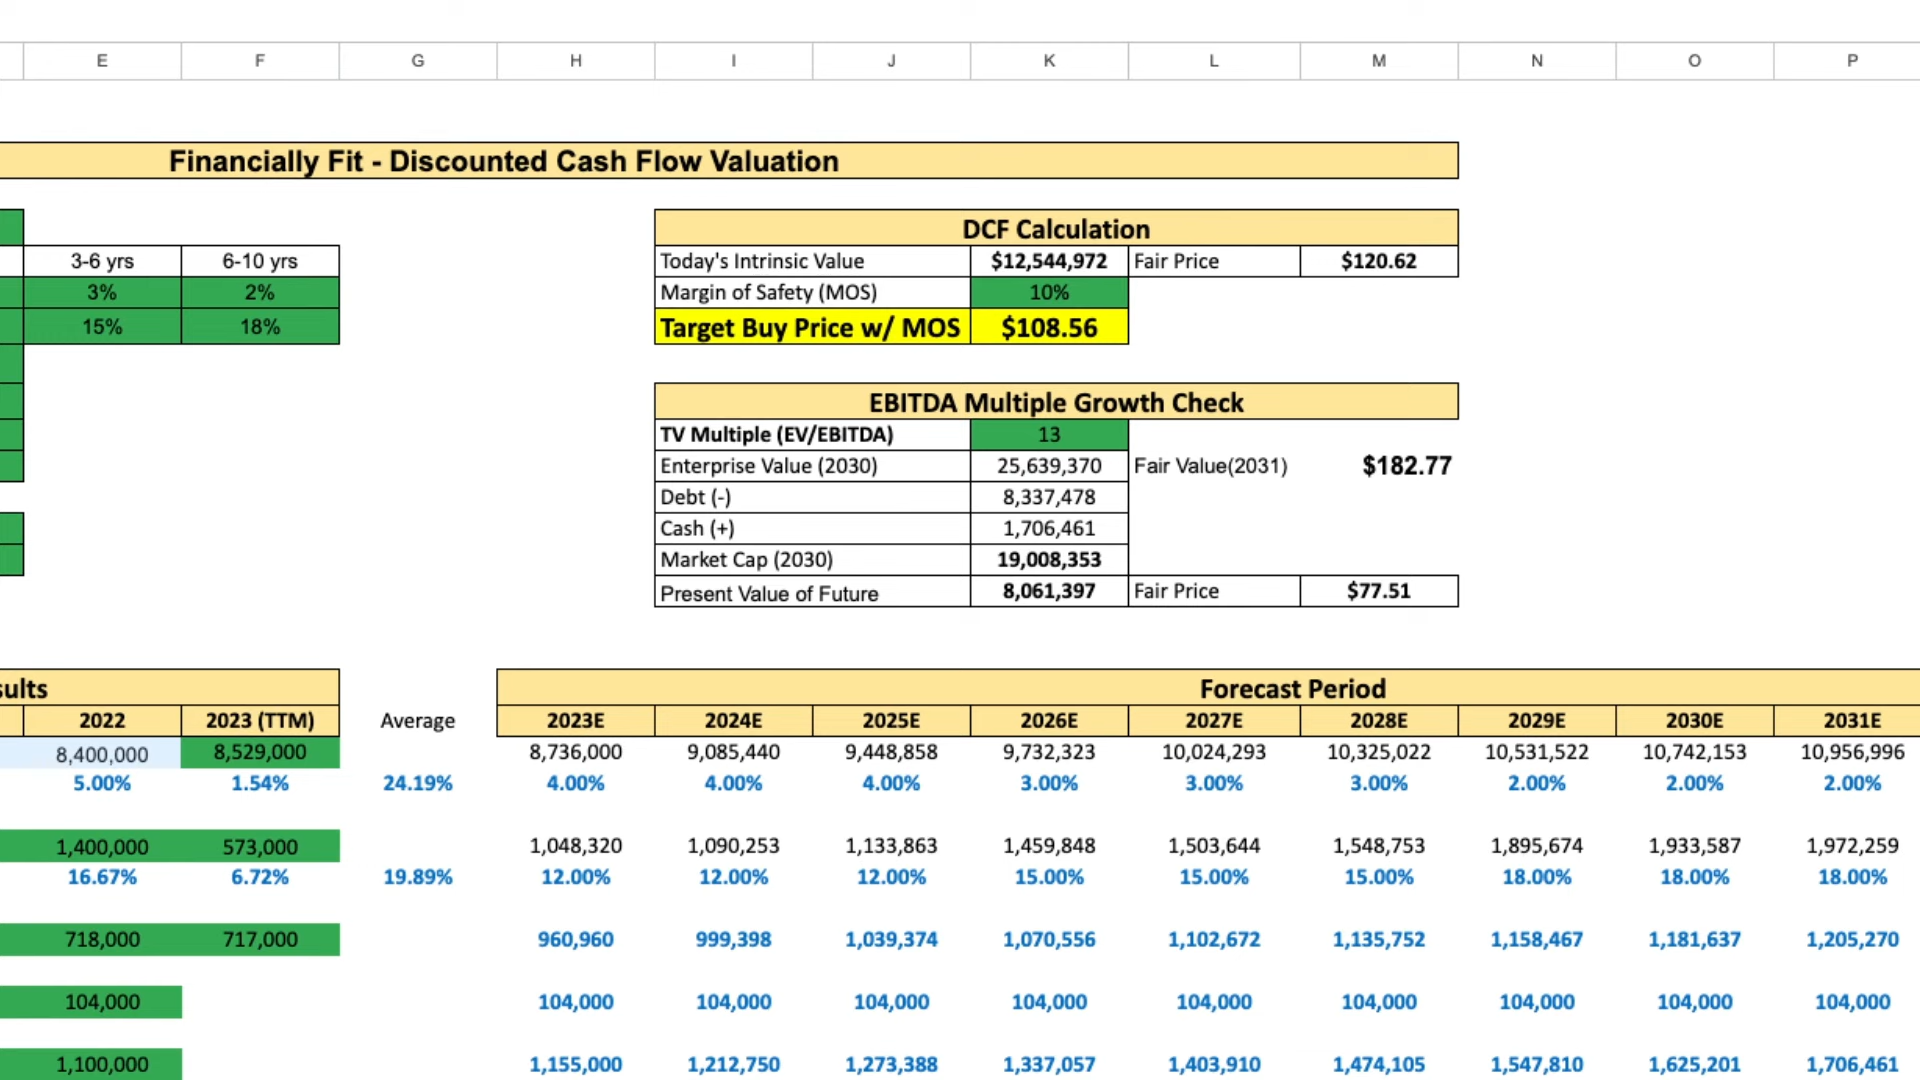 E F G H I J K L M N O P
Financially Fit - Discounted Cash Flow Valuation
DCF Calculation
3-6 yrs 6-10 yrs Today's Intrinsic Value $12,544,972 Fair Price $120.62
3% 2% Margin of Safety (MOS) 10%
15% 18% Target Buy Price w/ MOS $108.56
EBITDA Multiple Growth Check
TV Multiple (EV/EBITDA) 13
Enterprise Value (2030) 25,639,370 Fair Value(2031) $182.77
Debt (-) 8,337,478
Cash (+) 1,706,461
Market Cap (2030) 19,008,353
Present Value of Future 8,061,397 Fair Price $77.51
sults Forecast Period
2022 2023 (TTM) Average 2023E 2024E 2025E 2026E 2027E 2028E 2029E 2030E 2031E
8,400,000 8,529,000 8,736,000 9,085,440 9,448,858 9,732,323 10,024,293 10,325,022 10,531,522 10,742,153 10,956,996
5.00% 1.54% 24.19% 4.00% 4.00% 4.00% 3.00% 3.00% 3.00% 2.00% 2.00% 2.00%
1,400,000 573,000 1,048,320 1,090,253 1,133,863 1,459,848 1,503,644 1,548,753 1,895,674 1,933,587 1,972,259
16.67% 6.72% 19.89% 12.00% 12.00% 12.00% 15.00% 15.00% 15.00% 18.00% 18.00% 18.00%
718,000 717,000 960,960 999,398 1,039,374 1,070,556 1,102,672 1,135,752 1,158,467 1,181,637 1,205,270
104,000 104,000 104,000 104,000 104,000 104,000 104,000 104,000 104,000 104,000
1,100,000 1,155,000 1,212,750 1,273,388 1,337,057 1,403,910 1,474,105 1,547,810 1,625,201 1,706,461